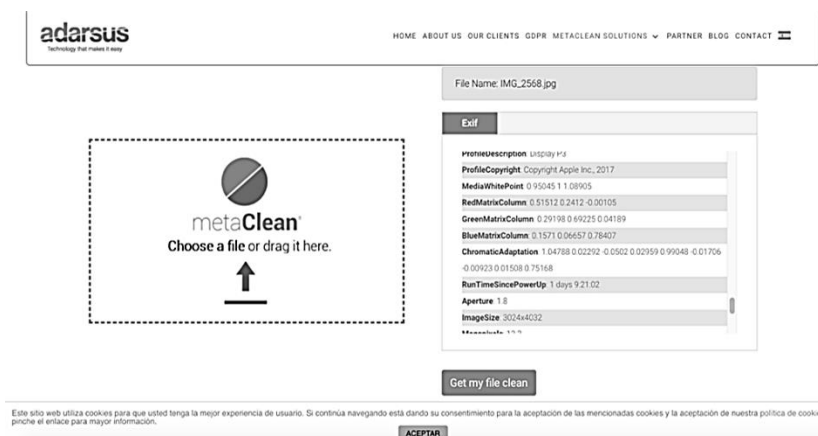 adarsus
Technology that makes it easy
HOME ABOUT US OUR CLIENTS GDPR METACLEAN SOLUTIONS PARTNER BLOG CONTACT
File Name: IMG_2568.jpg
Exif
ProfileDescription: Display P3
ProfileCopyright: Copyright Apple Inc., 2017
MediaWhitePoint: 0.95045 1 1.08905
RedMatrixColumn: 0.51512 0.2412 -0.00105
GreenMatrixColumn: 0.29198 0.69225 0.04189
BlueMatrixColumn: 0.1571 0.06657 0.78407
ChromaticAdaptation: 1.04788 0.02292 -0.0502 0.02959 0.99048 -0.01706
-0.00923 0.01508 0.75168
RunTimeSincePowerUp: 1 days 9:21:02
Aperture: 1.8
ImageSize: 3024x4032
Megapixels: 12.2
metaClean
Choose a file or drag it here.
Get my file clean
Este sitio web utiliza cookies para que usted tenga la mejor experiencia de usuario. Si continúa navegando está dando su consentimiento para la aceptación de las mencionadas cookies y la aceptación de nuestra política de cookie
pinche el enlace para mayor información.
ACEPTAR